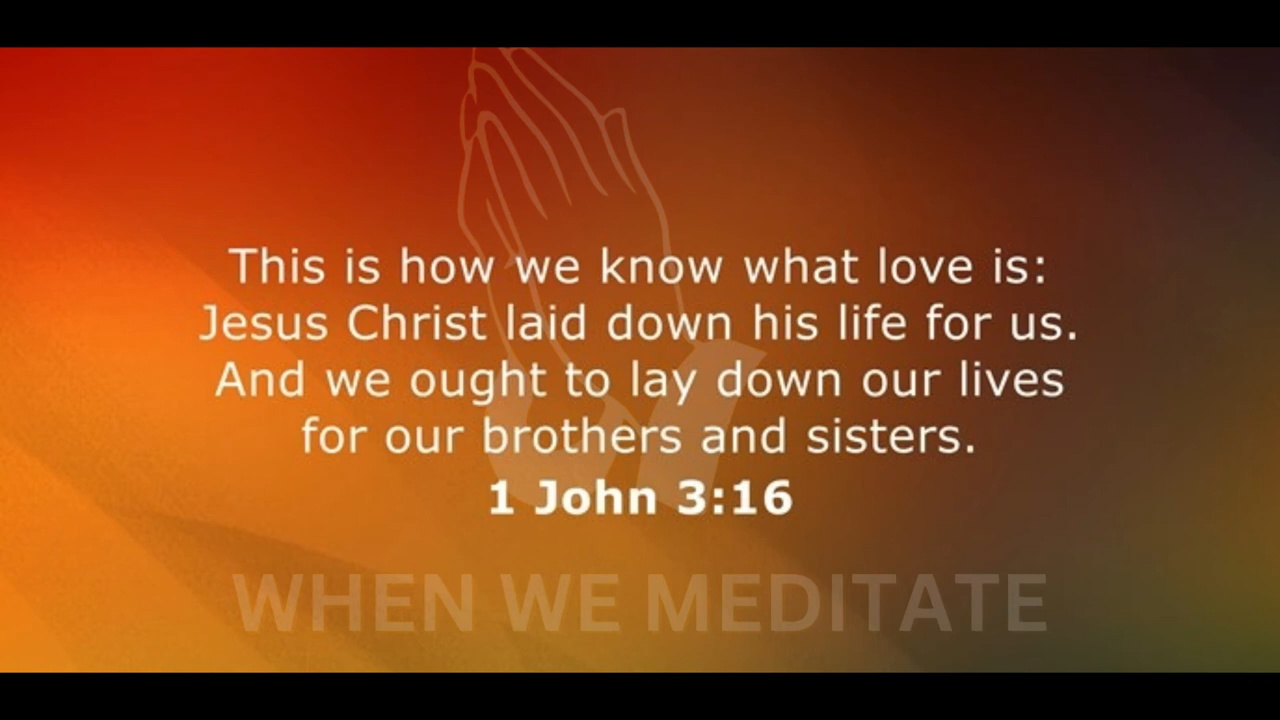 This is how we know what love is:
Jesus Christ laid down his life for us.
And we ought to lay down our lives
for our brothers and sisters.
1 John 3:16
WHEN WE MEDITATE